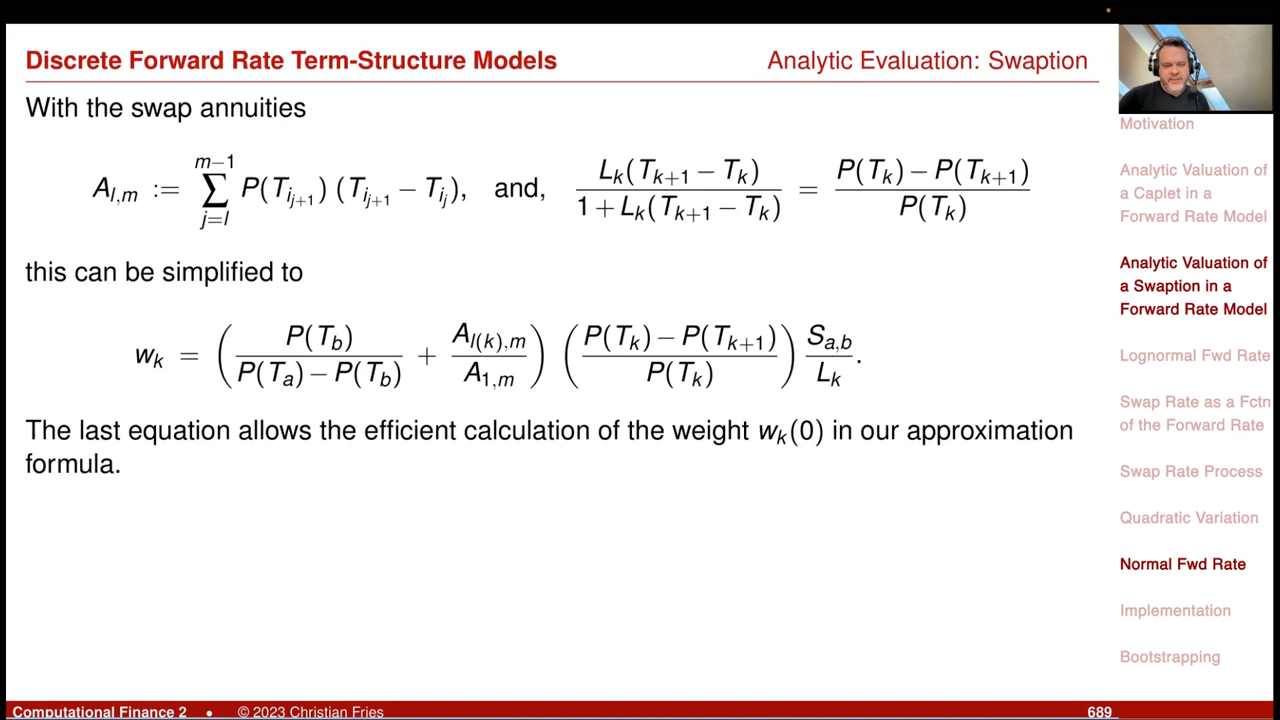 Discrete Forward Rate Term-Structure Models
Analytic Evaluation: Swaption
With the swap annuities
A_{l,m} := \sum_{j=l}^{m-1} P(T_{i_{j+1}}) (T_{i_{j+1}} − T_{i_j}), and, \frac{L_k(T_{k+1} − T_k)}{1 + L_k(T_{k+1} − T_k)} = \frac{P(T_k) − P(T_{k+1})}{P(T_k)}
this can be simplified to
w_k = \left( \frac{P(T_b)}{P(T_a) − P(T_b)} + \frac{A_{l(k),m}}{A_{1,m}} \right) \left( \frac{P(T_k) − P(T_{k+1})}{P(T_k)} \right) \frac{S_{a,b}}{L_k}.
The last equation allows the efficient calculation of the weight w_k(0) in our approximation
formula.
Motivation
Analytic Valuation of
a Caplet in a
Forward Rate Model
Analytic Valuation of
a Swaption in a
Forward Rate Model
Lognormal Fwd Rate
Swap Rate as a Fctn
of the Forward Rate
Swap Rate Process
Quadratic Variation
Normal Fwd Rate
Implementation
Bootstrapping
Computational Finance 2 • © 2023 Christian Fries
689